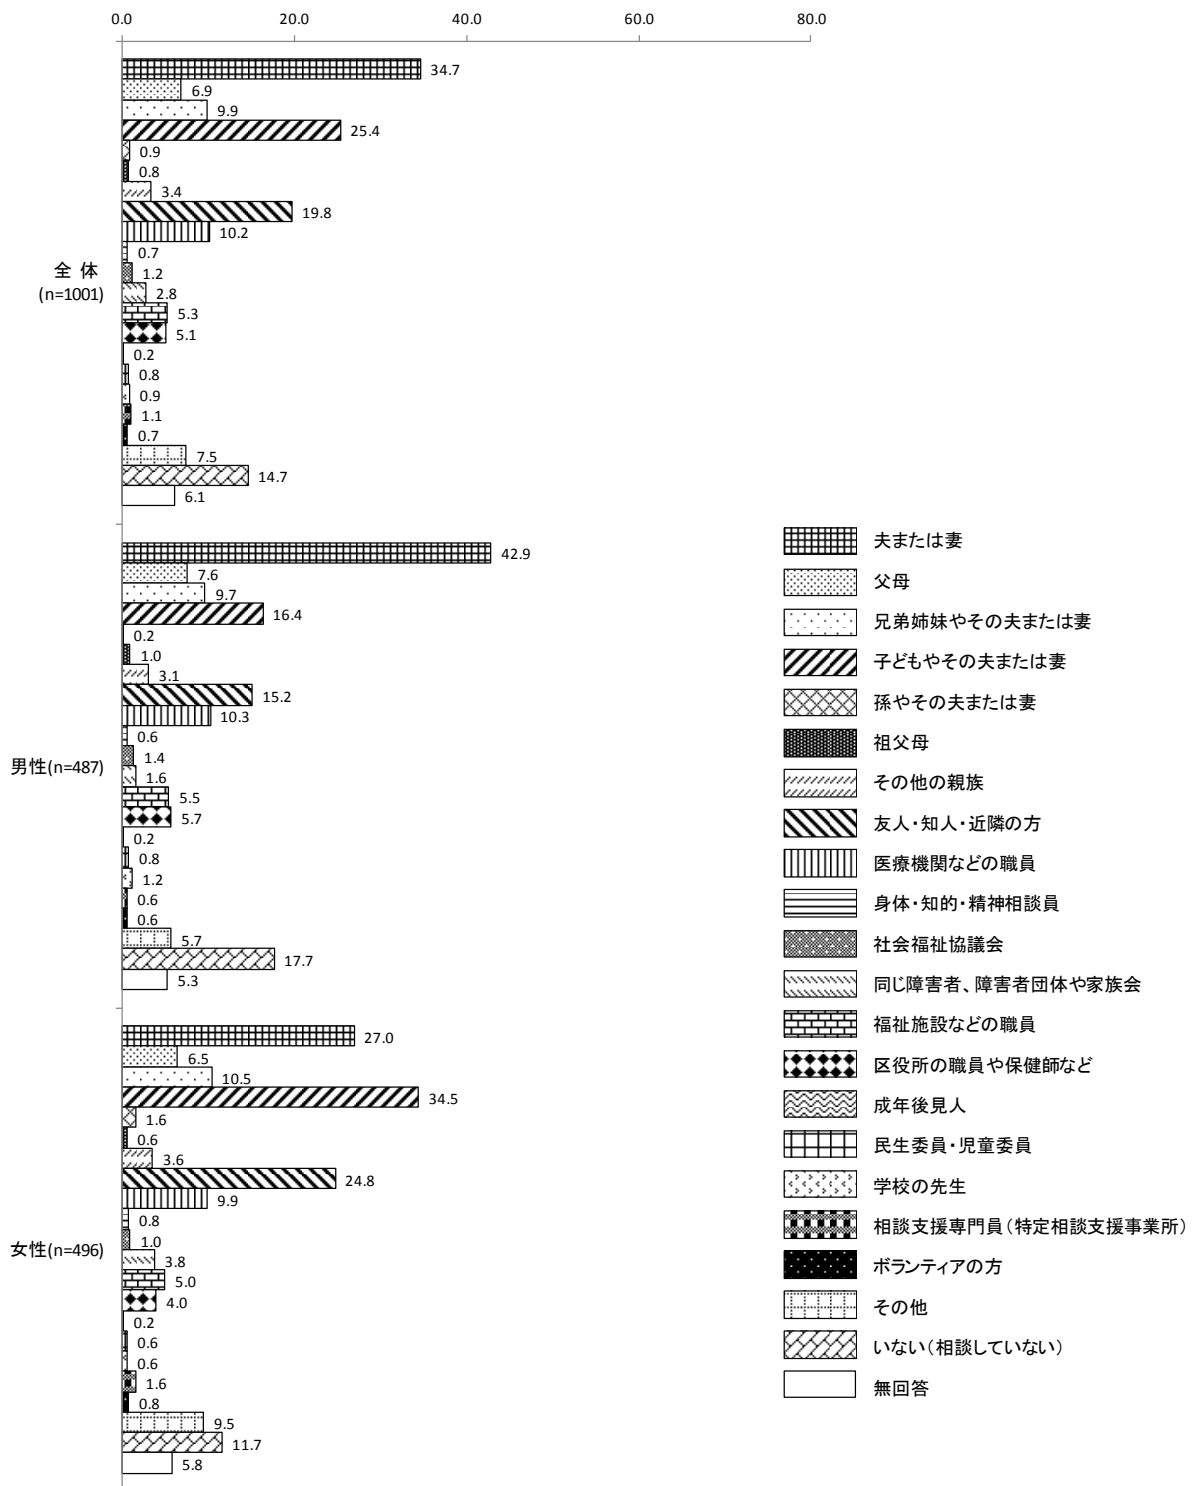 0.0 20.0 40.0 60.0 80.0
34.7
6.9
9.9
25.4
0.9
0.8
3.4
19.8
10.2
0.7
全 体
1.2
(n=1001)
2.8
5.3
5.1
0.2
0.8
0.9
1.1
0.7
7.5
14.7
6.1
42.9
7.6
9.7
16.4
0.2
1.0
3.1
15.2
10.3
0.6
1.4
男性(n=487)
1.6
5.5
5.7
0.2
0.8
1.2
0.6
0.6
5.7
17.7
5.3
27.0
6.5
10.5
34.5
1.6
0.6
3.6
24.8
9.9
0.8
1.0
女性(n=496)
3.8
5.0
4.0
0.2
0.6
0.6
1.6
0.8
9.5
11.7
5.8
夫または妻
父母
兄弟姉妹やその夫または妻
子どもやその夫または妻
孫やその夫または妻
祖父母
その他の親族
友人・知人・近隣の方
医療機関などの職員
身体・知的・精神相談員
社会福祉協議会
同じ障害者、障害者団体や家族会
福祉施設などの職員
区役所の職員や保健師など
成年後見人
民生委員・児童委員
学校の先生
相談支援専門員（特定相談支援事業所）
ボランティアの方
その他
いない（相談していない）
無回答